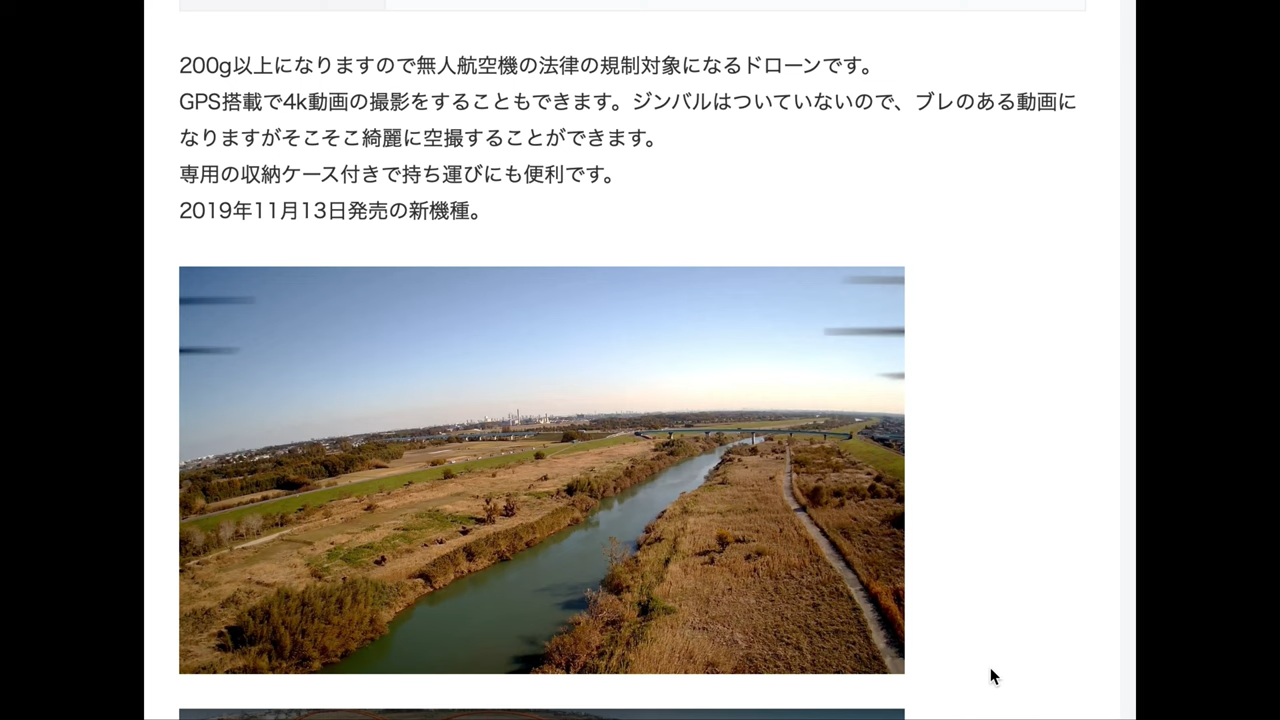 200g以上になりますので無人航空機の法律の規制対象になるドローンです。
GPS搭載で4k動画の撮影をすることもできます。ジンバルはついていないので、ブレのある動画に
なりますがそこそこ綺麗に空撮することができます。
専用の収納ケース付きで持ち運びにも便利です。
2019年11月13日発売の新機種。